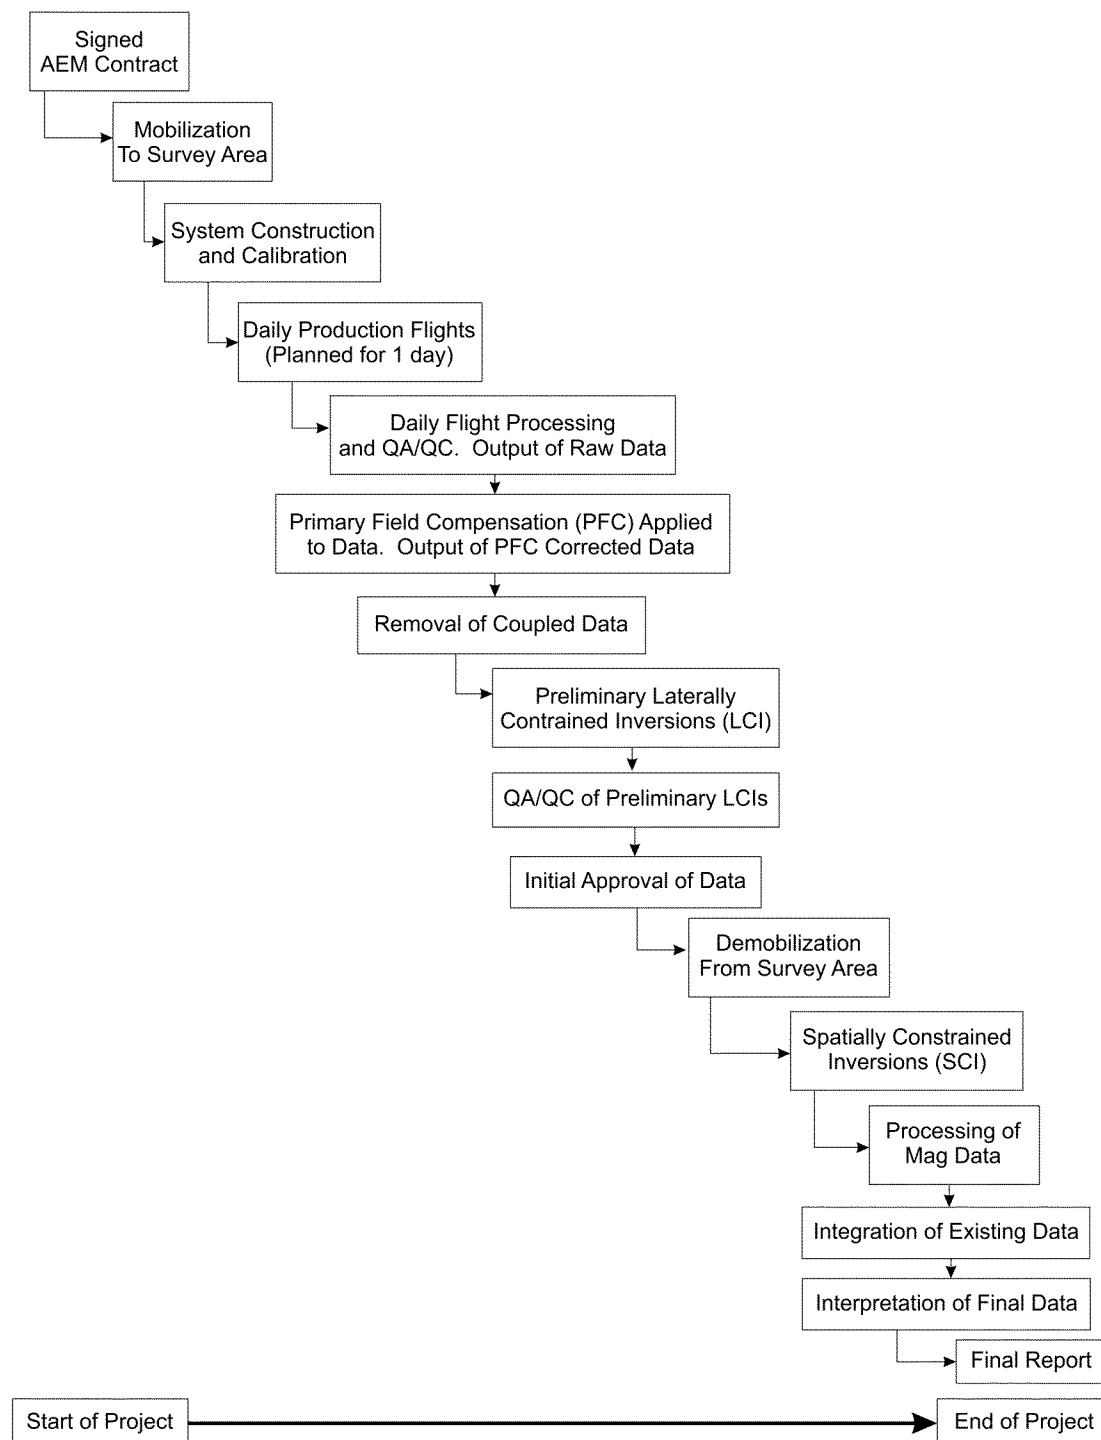 Signed
AEM Contract
Mobilization
To Survey Area
System Construction
and Calibration
Daily Production Flights
(Planned for 1 day)
Daily Flight Processing
and QA/QC.  Output of Raw Data
Primary Field Compensation (PFC) Applied
to Data.  Output of PFC Corrected Data
Removal of Coupled Data
Preliminary Laterally
Contrained Inversions (LCI)
QA/QC of Preliminary LCIs
Initial Approval of Data
Demobilization
From Survey Area
Spatially Constrained
Inversions (SCI)
Processing of
Mag Data
Integration of Existing Data
Interpretation of Final Data
Final Report
Start of Project
End of Project